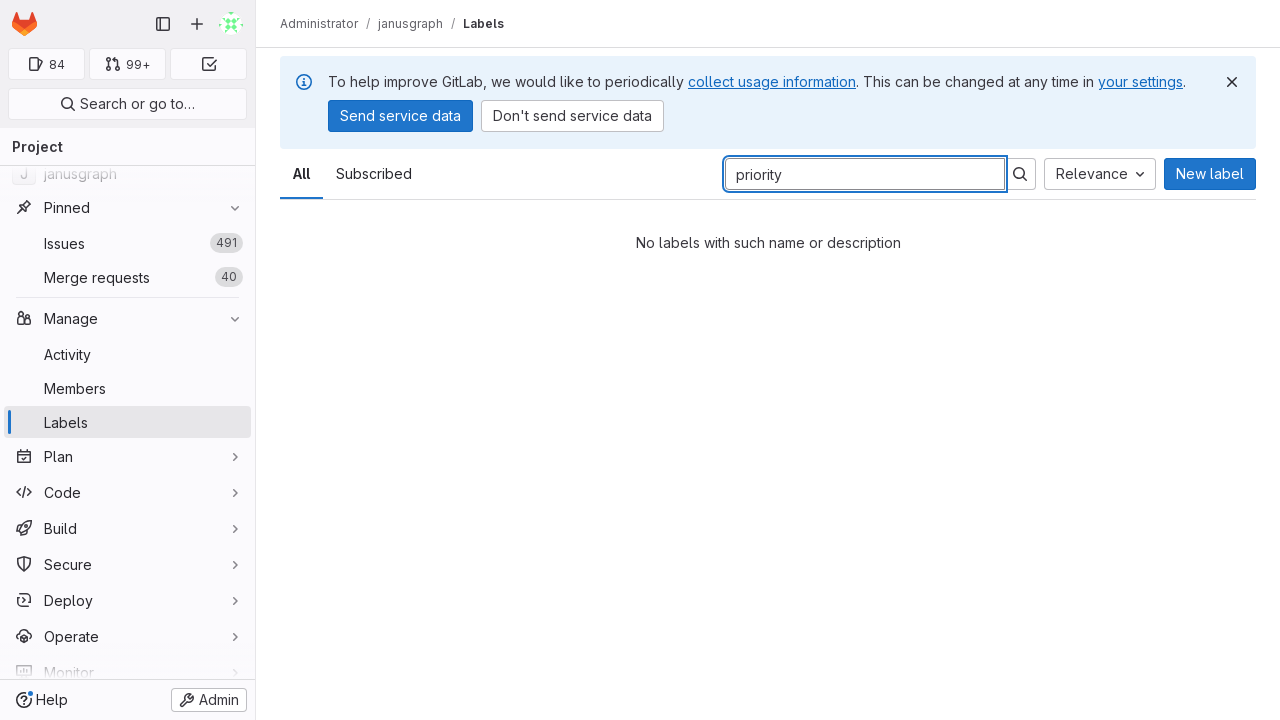 Administrator / janusgraph / Labels
84
99+
Search or go to…
Project
J janusgraph
Pinned
Issues 491
Merge requests 40
Manage
Activity
Members
Labels
Plan
Code
Build
Secure
Deploy
Operate
Monitor
Help
Admin
To help improve GitLab, we would like to periodically collect usage information. This can be changed at any time in your settings.
Send service data
Don't send service data
All
Subscribed
priority
Relevance
New label
No labels with such name or description